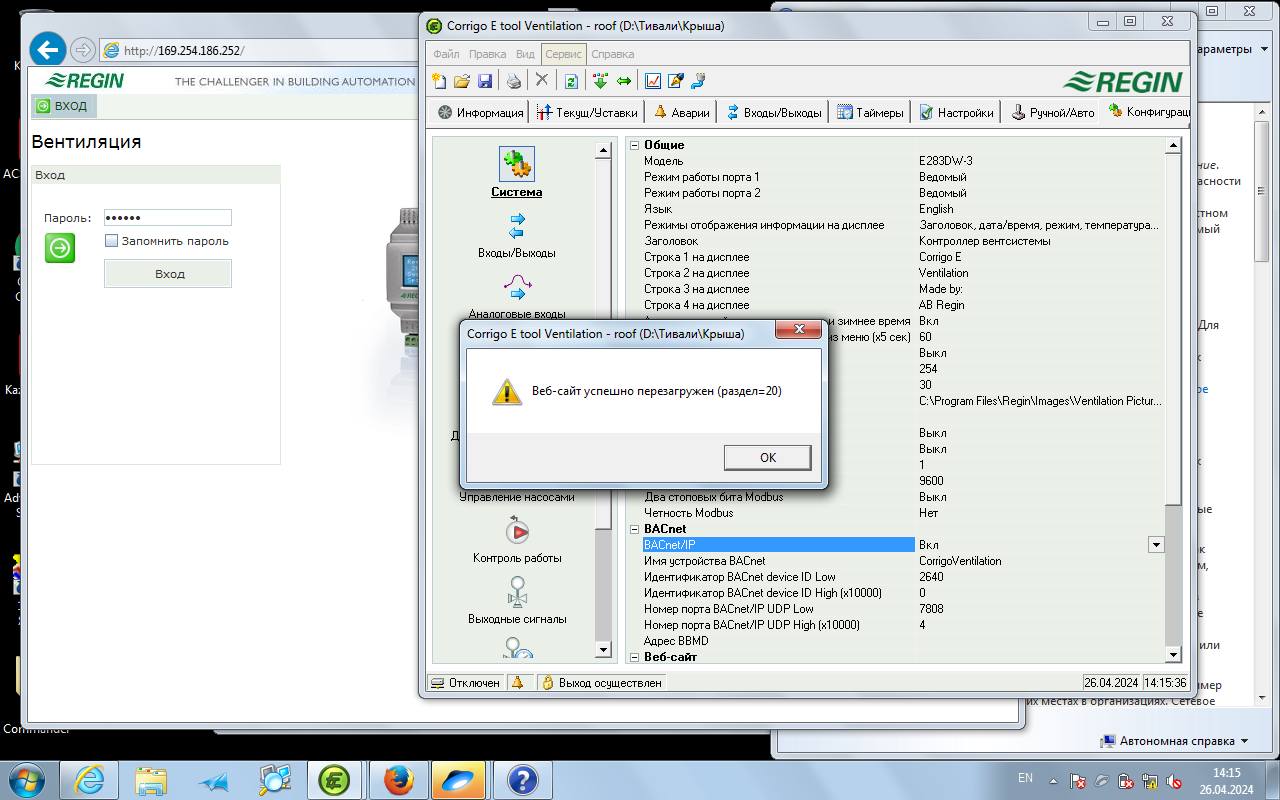 Corrigo E tool Ventilation - roof (D:\Тивали\Крыша)
Файл Правка Вид Сервис Справка
REGIN
Информация Текущ/Уставки Аварии Входы/Выходы Таймеры Настройки Ручной/Авто Конфигурац
Система
Входы/Выходы
Аналоговые входы
Управление насосами
Контроль работы
Выходные сигналы
Общие
Модель E283DW-3
Режим работы порта 1 Ведомый
Режим работы порта 2 Ведомый
Язык English
Режимы отображения информации на дисплее Заголовок, дата/время, режим, температура...
Заголовок Контроллер вентсистемы
Строка 1 на дисплее Corrigo E
Строка 2 на дисплее Ventilation
Строка 3 на дисплее Made by:
Строка 4 на дисплее AB Regin
и зимнее время Вкл
из меню (x5 сек) 60
Выкл
254
30
C:\Program Files\Regin\Images\Ventilation Pictur...
Выкл
Выкл
1
9600
Два стоповых бита Modbus Выкл
Четность Modbus Нет
BACnet
BACnet/IP Вкл
Имя устройства BACnet CorrigoVentilation
Идентификатор BACnet device ID Low 2640
Идентификатор BACnet device ID High (x10000) 0
Номер порта BACnet/IP UDP Low 7808
Номер порта BACnet/IP UDP High (x10000) 4
Адрес BBMD
Веб-сайт
Отключен Выход осуществлен 26.04.2024 14:15:36
Corrigo E tool Ventilation - roof (D:\Тивали\Крыша)
Веб-сайт успешно перезагружен (раздел=20)
OK
http://169.254.186.252/
REGIN THE CHALLENGER IN BUILDING AUTOMATION
ВХОД
Вентиляция
Вход
Пароль: ••••••
Запомнить пароль
Вход
араметры
ние.
асности
стном
мый
Для
ые
к
м,
е
или
мер
их местах в организациях. Сетевое
Автономная справка
Commander
EN
14:15
26.04.2024